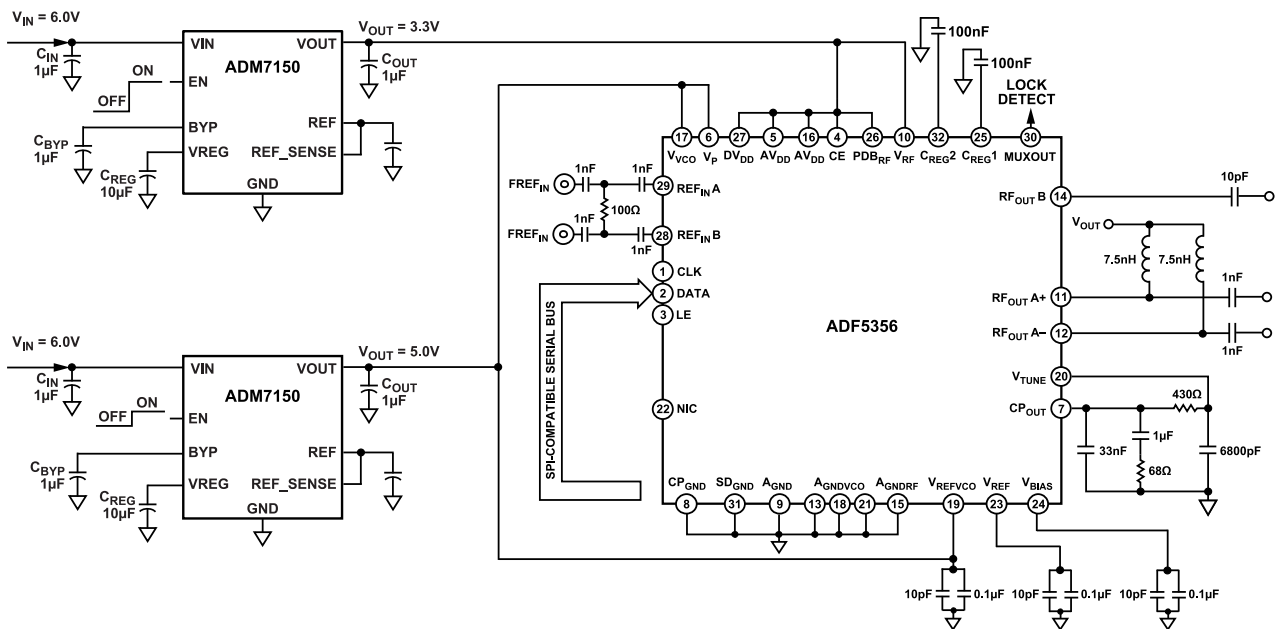 VIN = 6.0V
CIN
1µF
ON
OFF
CBYP
1µF
CREG
10µF
VIN
EN
BYP
VREG
GND
ADM7150
VOUT
REF
REF_SENSE
VOUT = 3.3V
COUT
1µF
VIN = 6.0V
CIN
1µF
ON
OFF
CBYP
1µF
CREG
10µF
VIN
EN
BYP
VREG
GND
ADM7150
VOUT
REF
REF_SENSE
VOUT = 5.0V
COUT
1µF
100nF
100nF
LOCK
DETECT
17 6 27 5 16 4 26 10 32 25 30
VVCO VP DVDD AVDD AVDD CE PDBRF VRF CREG2 CREG1 MUXOUT
FREFIN
1nF
1nF
29 REFINA
100Ω
FREFIN
1nF
1nF
28 REFINB
1 CLK
2 DATA
3 LE
SPI-COMPATIBLE SERIAL BUS
22 NIC
ADF5356
RFOUTB 14
10pF
VOUT
7.5nH
7.5nH
RFOUTA+ 11
1nF
RFOUTA− 12
1nF
VTUNE 20
CPOUT 7
430Ω
33nF
1µF
68Ω
6800pF
CPGND SDGND AGND AGNDVCO AGNDRF VREFVCO VREF VBIAS
8 31 9 13 18 21 15 19 23 24
10pF 0.1µF
10pF 0.1µF
10pF 0.1µF